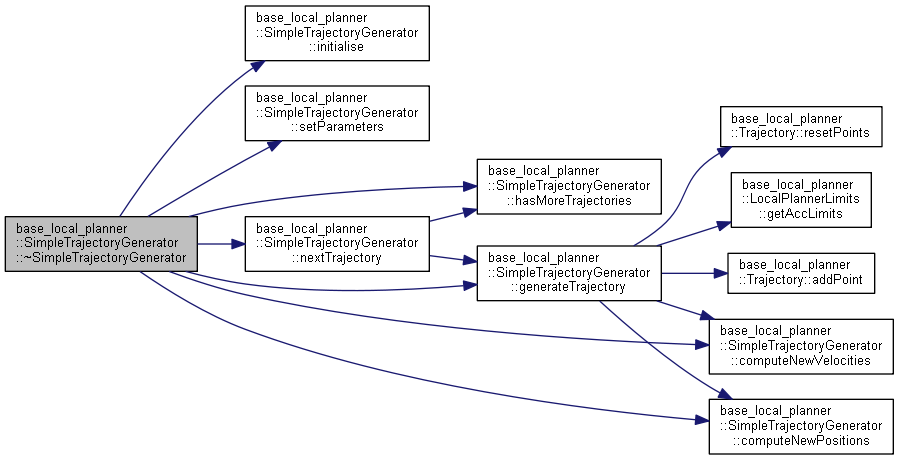 base_local_planner
::SimpleTrajectoryGenerator
::initialise
base_local_planner
::SimpleTrajectoryGenerator
::setParameters
base_local_planner
::Trajectory::resetPoints
base_local_planner
::SimpleTrajectoryGenerator
::hasMoreTrajectories
base_local_planner
::LocalPlannerLimits
::getAccLimits
base_local_planner
::SimpleTrajectoryGenerator
::~SimpleTrajectoryGenerator
base_local_planner
::SimpleTrajectoryGenerator
::nextTrajectory
base_local_planner
::SimpleTrajectoryGenerator
::generateTrajectory
base_local_planner
::Trajectory::addPoint
base_local_planner
::SimpleTrajectoryGenerator
::computeNewVelocities
base_local_planner
::SimpleTrajectoryGenerator
::computeNewPositions